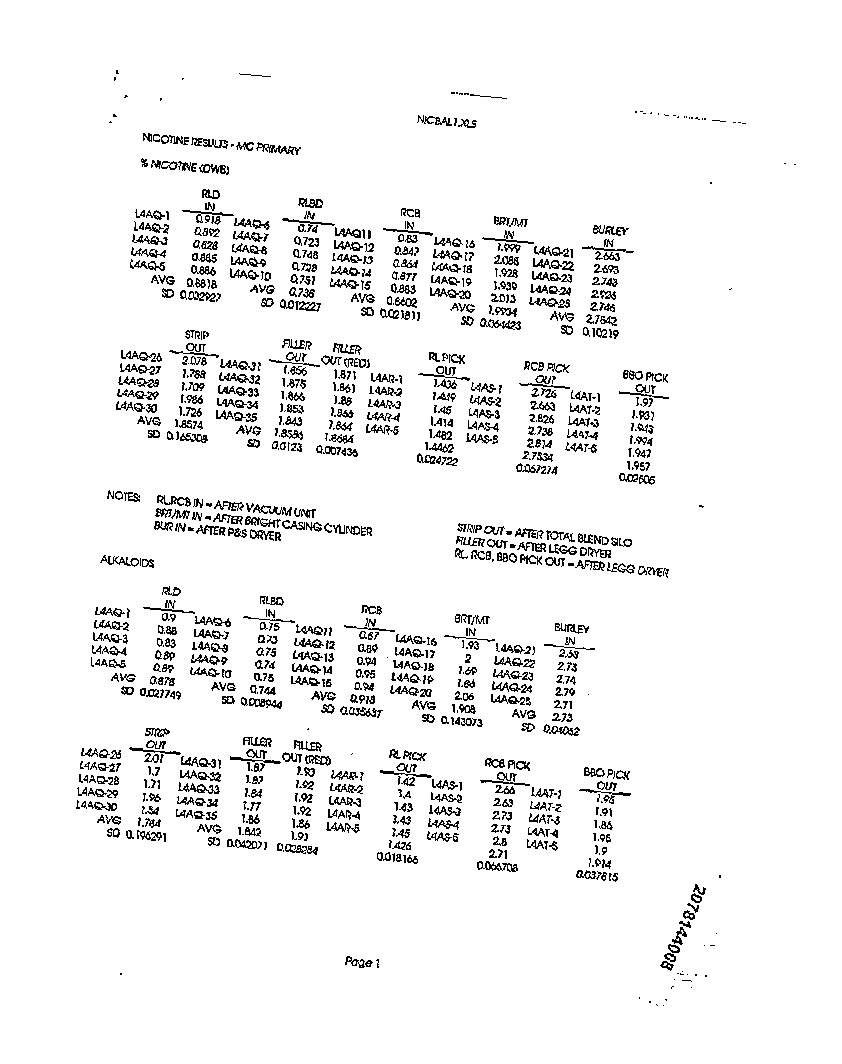 NICBAL1.XLS
NICOTINE RESULTS - MC PRIMARY
% NICOTINE (DWB)
RLD RLBD RCB BRT/MT BURLEY
IN IN IN IN IN
L4AQ-1 0.918 L4AQ-6 0.74 L4AQ11 0.83 L4AQ-16 1.999 L4AQ-21 2.663
L4AQ-2 0.892 L4AQ-7 0.723 L4AQ-12 0.847 L4AQ-17 2.088 L4AQ-22 2.693
L4AQ-3 0.828 L4AQ-8 0.748 L4AQ-13 0.864 L4AQ-18 1.928 L4AQ-23 2.743
L4AQ-4 0.885 L4AQ-9 0.728 L4AQ-14 0.877 L4AQ-19 1.939 L4AQ-24 2.926
L4AQ-5 0.886 L4AQ-10 0.751 L4AQ-15 0.883 L4AQ-20 2.013 L4AQ-25 2.746
AVG 0.8818 AVG 0.738 AVG 0.8602 AVG 1.9934 AVG 2.7542
SD 0.032927 SD 0.012227 SD 0.021811 SD 0.064423 SD 0.10219
STRIP FILLER FILLER RL PICK RCB PICK BBO PICK
OUT OUT OUT (RED) OUT OUT OUT
L4AQ-26 2.078 L4AQ-31 1.856 1.871 L4AR-1 1.436 L4AS-1 2.726 L4AT-1 1.97
L4AQ-27 1.788 L4AQ-32 1.875 1.861 L4AR-2 1.449 L4AS-2 2.663 L4AT-2 1.931
L4AQ-28 1.709 L4AQ-33 1.866 1.88 L4AR-3 1.45 L4AS-3 2.826 L4AT-3 1.943
L4AQ-29 1.986 L4AQ-34 1.853 1.866 L4AR-4 1.414 L4AS-4 2.738 L4AT-4 1.994
L4AQ-30 1.726 L4AQ-35 1.843 1.864 L4AR-5 1.482 L4AS-5 2.814 L4AT-5 1.947
AVG 1.8574 AVG 1.8586 1.8684 1.4462 2.7534 1.957
SD 0.165308 SD 0.0123 0.007436 0.024722 0.067274 0.02505
NOTES: RL,RCB IN = AFTER VACUUM UNIT
BRT/MT IN = AFTER BRIGHT CASING CYLINDER
BUR IN = AFTER P&S DRYER
STRIP OUT = AFTER TOTAL BLEND SILO
FILLER OUT = AFTER LEGG DRYER
RL, RCB, BBO PICK OUT = AFTER LEGG DRYER
ALKALOIDS
RLD RLBD RCB BRT/MT BURLEY
IN IN IN IN IN
L4AQ-1 0.9 L4AQ-6 0.75 L4AQ11 0.87 L4AQ-16 1.93 L4AQ-21 2.68
L4AQ-2 0.88 L4AQ-7 0.73 L4AQ-12 0.89 L4AQ-17 2 L4AQ-22 2.73
L4AQ-3 0.83 L4AQ-8 0.75 L4AQ-13 0.94 L4AQ-18 1.69 L4AQ-23 2.74
L4AQ-4 0.89 L4AQ-9 0.74 L4AQ-14 0.95 L4AQ-19 1.86 L4AQ-24 2.79
L4AQ-5 0.89 L4AQ-10 0.75 L4AQ-15 0.94 L4AQ-20 2.06 L4AQ-25 2.71
AVG 0.878 AVG 0.744 AVG 0.918 AVG 1.908 AVG 2.73
SD 0.027749 SD 0.008944 SD 0.035637 SD 0.143073 SD 0.04062
STRIP FILLER FILLER RL PICK RCB PICK BBO PICK
OUT OUT OUT (RED) OUT OUT OUT
L4AQ-26 2.01 L4AQ-31 1.87 1.93 L4AR-1 1.42 L4AS-1 2.66 L4AT-1 1.95
L4AQ-27 1.7 L4AQ-32 1.87 1.92 L4AR-2 1.4 L4AS-2 2.63 L4AT-2 1.91
L4AQ-28 1.71 L4AQ-33 1.84 1.92 L4AR-3 1.43 L4AS-3 2.73 L4AT-3 1.86
L4AQ-29 1.96 L4AQ-34 1.77 1.92 L4AR-4 1.43 L4AS-4 2.73 L4AT-4 1.95
L4AQ-30 1.54 L4AQ-35 1.86 1.86 L4AR-5 1.45 L4AS-5 2.8 L4AT-5 1.9
AVG 1.784 AVG 1.842 1.91 1.426 2.71 1.914
SD 0.196291 SD 0.042071 0.028284 0.018166 0.066708 0.037815
2078144008
Page 1